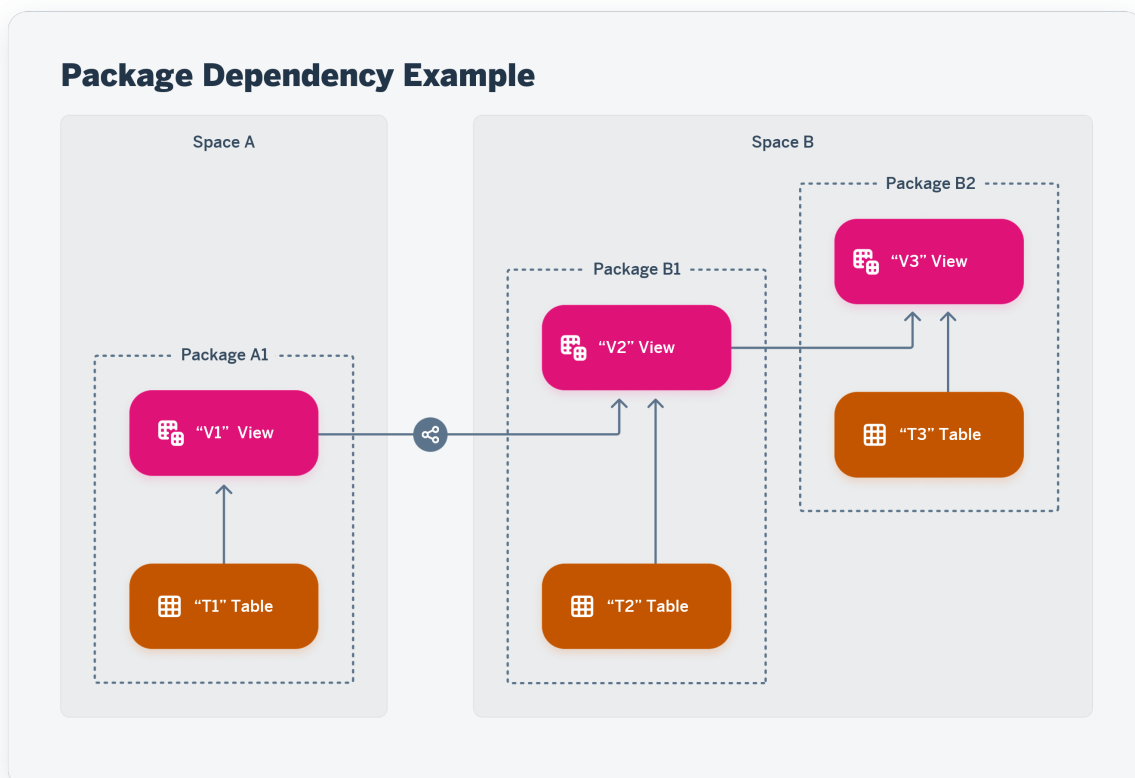 Package Dependency Example
Space A
Package A1
“V1”  View
“T1” Table
Space B
Package B1
“V2” View
“T2” Table
Package B2
“V3” View
“T3” Table